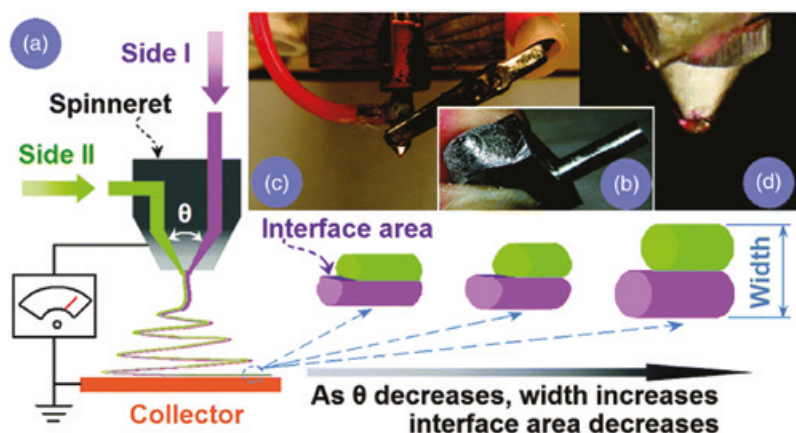 (a)
Side I
Spinneret
Side II
θ
Collector
(c)
(b)
(d)
Interface area
Width
As θ decreases, width increases
interface area decreases